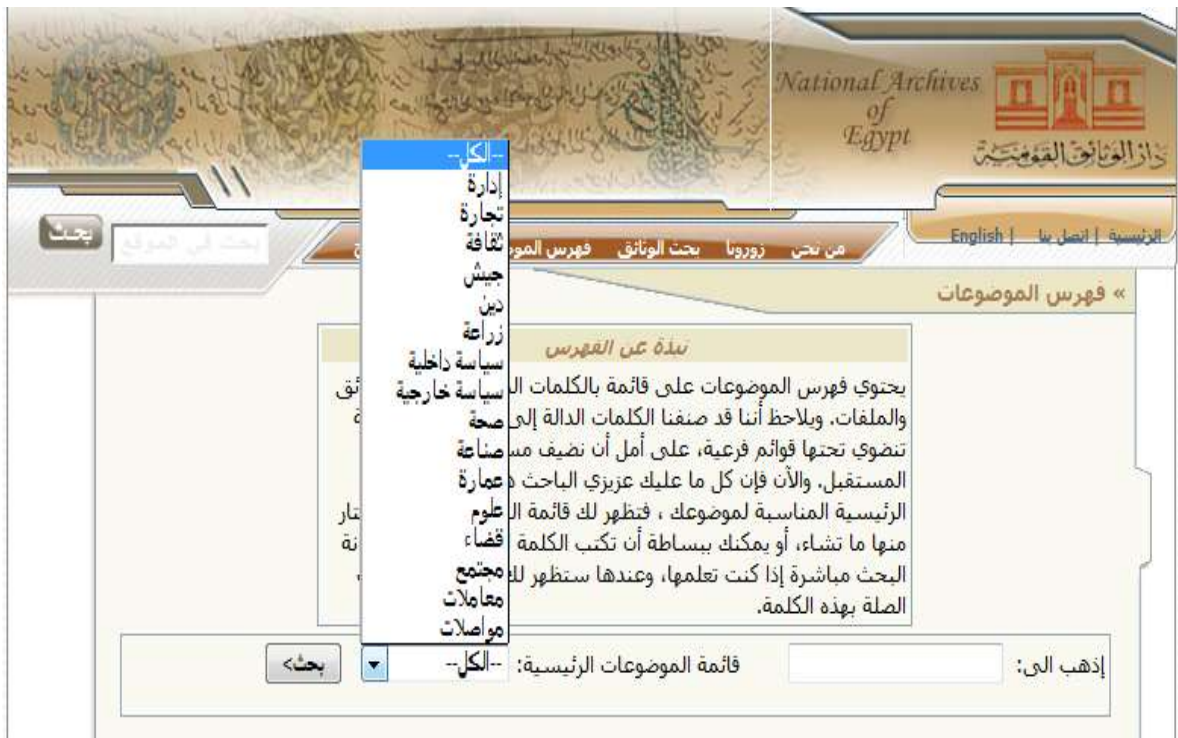 National Archives
of
Egypt
دار الوثائق القومية
الرئيسية | اتصل بنا | English
من نحن زورونا بحث الوثائق فهرس
بحث في الموقع
بحث
» فهرس الموضوعات
نبذة عن الفهرس
يحتوي فهرس الموضوعات على قائمة بالكلمات
والملفات. ويلاحظ أننا قد صنفنا الكلمات الدالة إلى
تنضوي تحتها قوائم فرعية، على أمل أن نضيف
المستقبل. والآن فإن كل ما عليك عزيزي الباحث
الرئيسية المناسبة لموضوعك ، فتظهر لك قائمة
منها ما تشاء، أو يمكنك ببساطة أن تكتب الكلمة
البحث مباشرة إذا كنت تعلمها، وعندها ستظهر
الصلة بهذه الكلمة.
--الكل--
إدارة
تجارة
ثقافة
جيش
دين
زراعة
سياسة داخلية
سياسة خارجية
صحة
صناعة
عمارة
علوم
قضاء
مجتمع
معاملات
مواصلات
إذهب الى: قائمة الموضوعات الرئيسية: --الكل-- بحث>